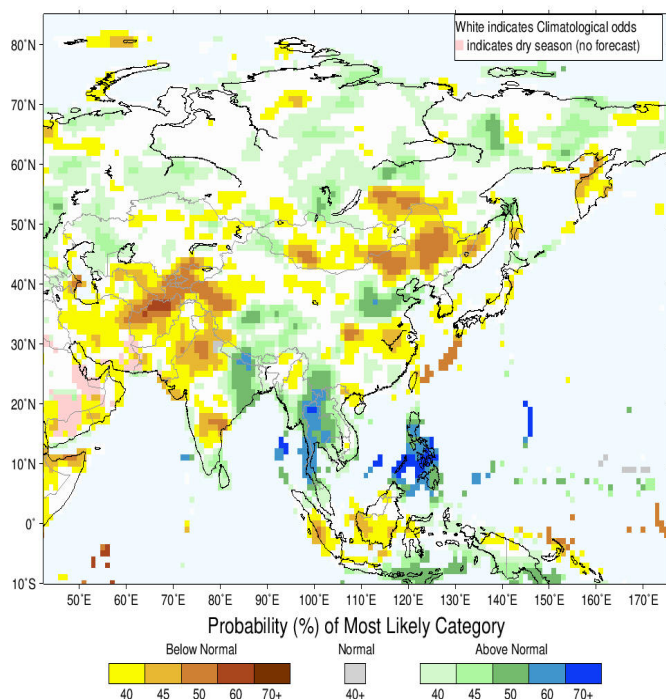 White indicates Climatological odds
indicates dry season (no forecast)
80°N
70°N
60°N
50°N
40°N
30°N
20°N
10°N
0°
10°S
50°E 60°E 70°E 80°E 90°E 100°E 110°E 120°E 130°E 140°E 150°E 160°E 170°E
Probability (%) of Most Likely Category
Below Normal Normal Above Normal
40 45 50 60 70+ 40+ 40 45 50 60 70+